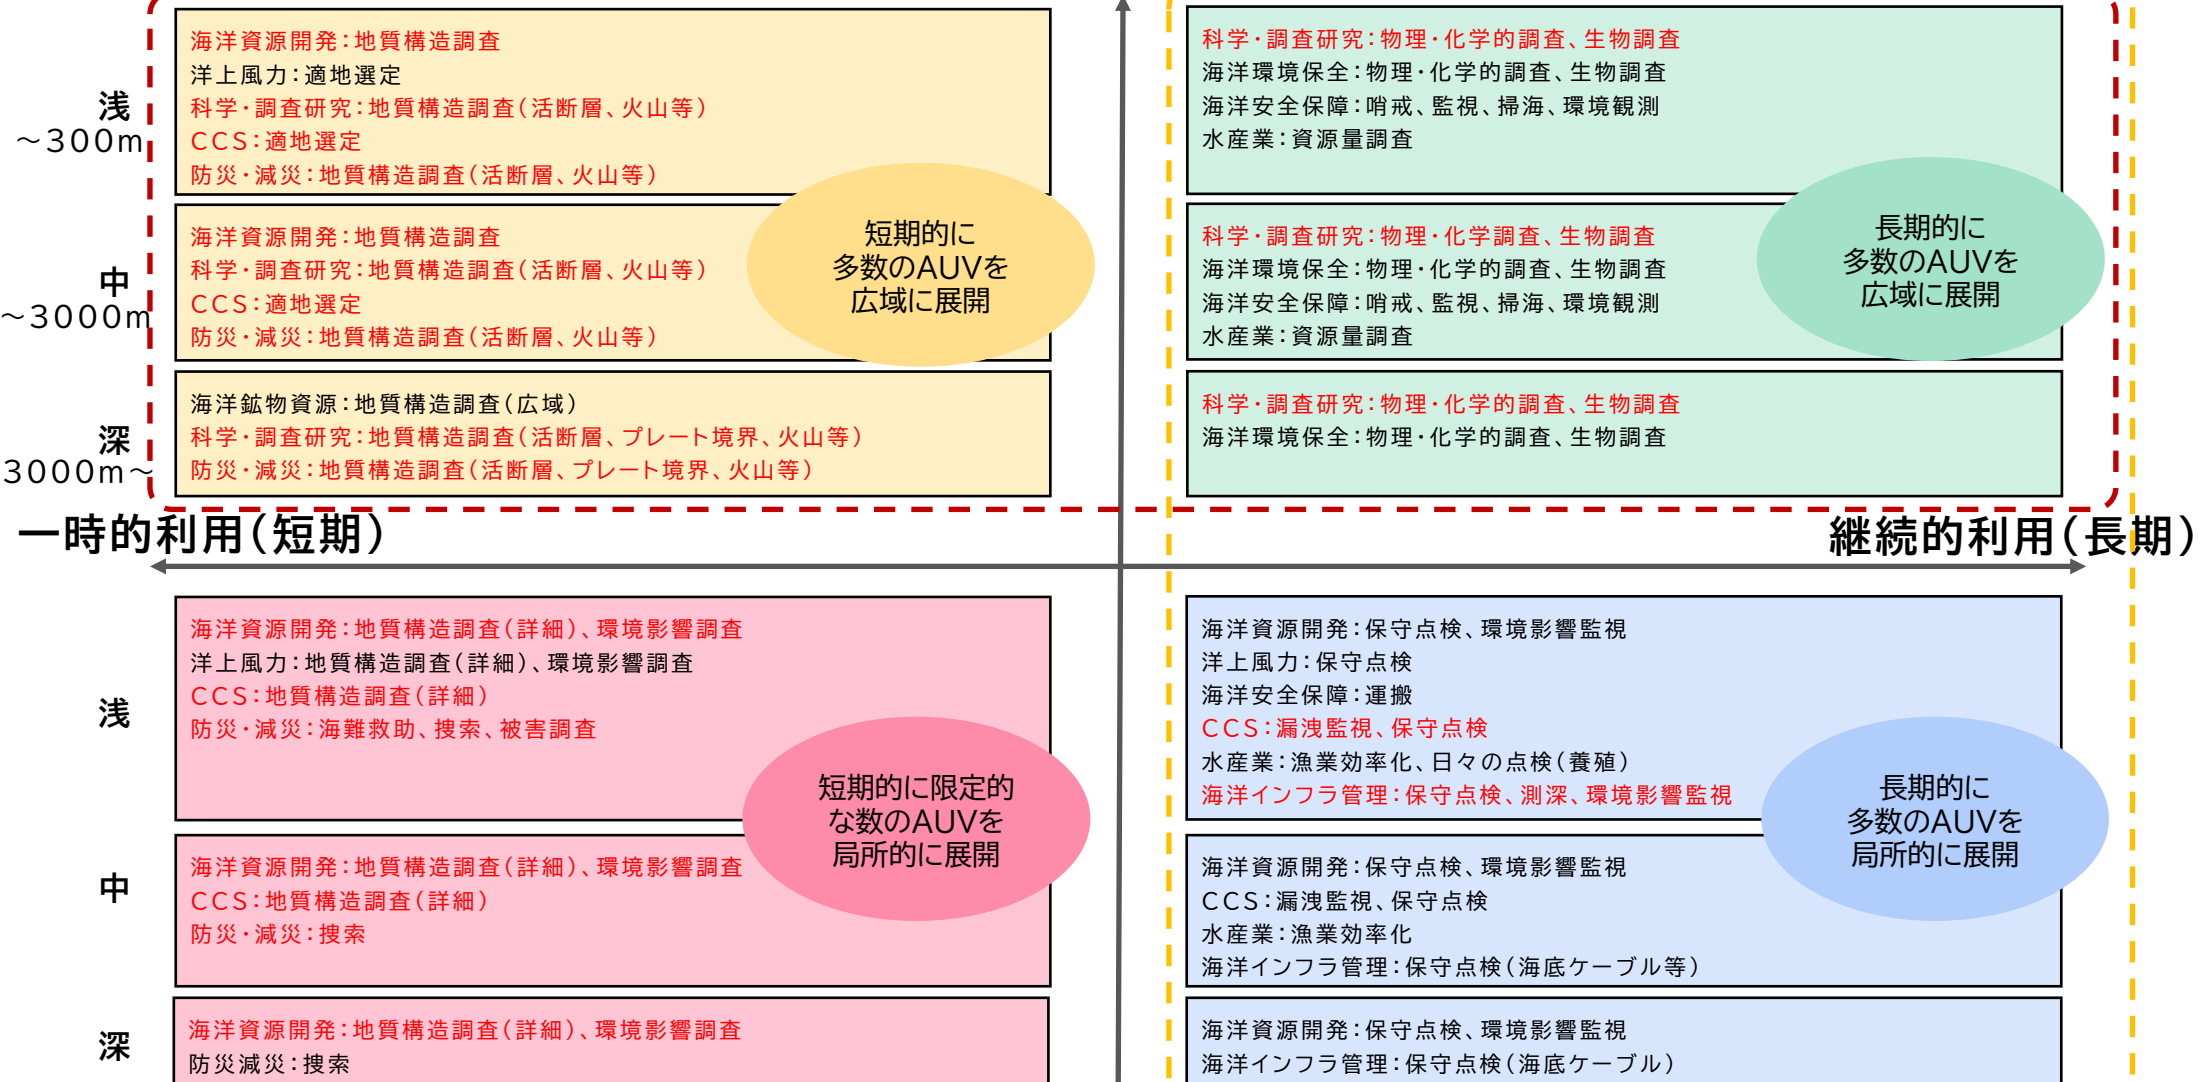 浅
～300m
海洋資源開発：地質構造調査
洋上風力：適地選定
科学・調査研究：地質構造調査（活断層、火山等）
CCS：適地選定
防災・減災：地質構造調査（活断層、火山等）
中
～3000m
海洋資源開発：地質構造調査
科学・調査研究：地質構造調査（活断層、火山等）
CCS：適地選定
防災・減災：地質構造調査（活断層、火山等）
短期的に
多数のAUVを
広域に展開
深
3000m～
海洋鉱物資源：地質構造調査（広域）
科学・調査研究：地質構造調査（活断層、プレート境界、火山等）
防災・減災：地質構造調査（活断層、プレート境界、火山等）
科学・調査研究：物理・化学的調査、生物調査
海洋環境保全：物理・化学的調査、生物調査
海洋安全保障：哨戒、監視、掃海、環境観測
水産業：資源量調査
科学・調査研究：物理・化学調査、生物調査
海洋環境保全：物理・化学的調査、生物調査
海洋安全保障：哨戒、監視、掃海、環境観測
水産業：資源量調査
長期的に
多数のAUVを
広域に展開
科学・調査研究：物理・化学的調査、生物調査
海洋環境保全：物理・化学的調査、生物調査
一時的利用（短期）
継続的利用（長期）
浅
海洋資源開発：地質構造調査（詳細）、環境影響調査
洋上風力：地質構造調査（詳細）、環境影響調査
CCS：地質構造調査（詳細）
防災・減災：海難救助、捜索、被害調査
短期的に限定的
な数のAUVを
局所的に展開
中
海洋資源開発：地質構造調査（詳細）、環境影響調査
CCS：地質構造調査（詳細）
防災・減災：捜索
深
海洋資源開発：地質構造調査（詳細）、環境影響調査
防災減災：捜索
海洋資源開発：保守点検、環境影響監視
洋上風力：保守点検
海洋安全保障：運搬
CCS：漏洩監視、保守点検
水産業：漁業効率化、日々の点検（養殖）
海洋インフラ管理：保守点検、測深、環境影響監視
長期的に
多数のAUVを
局所的に展開
海洋資源開発：保守点検、環境影響監視
CCS：漏洩監視、保守点検
水産業：漁業効率化
海洋インフラ管理：保守点検（海底ケーブル等）
海洋資源開発：保守点検、環境影響監視
海洋インフラ管理：保守点検（海底ケーブル）